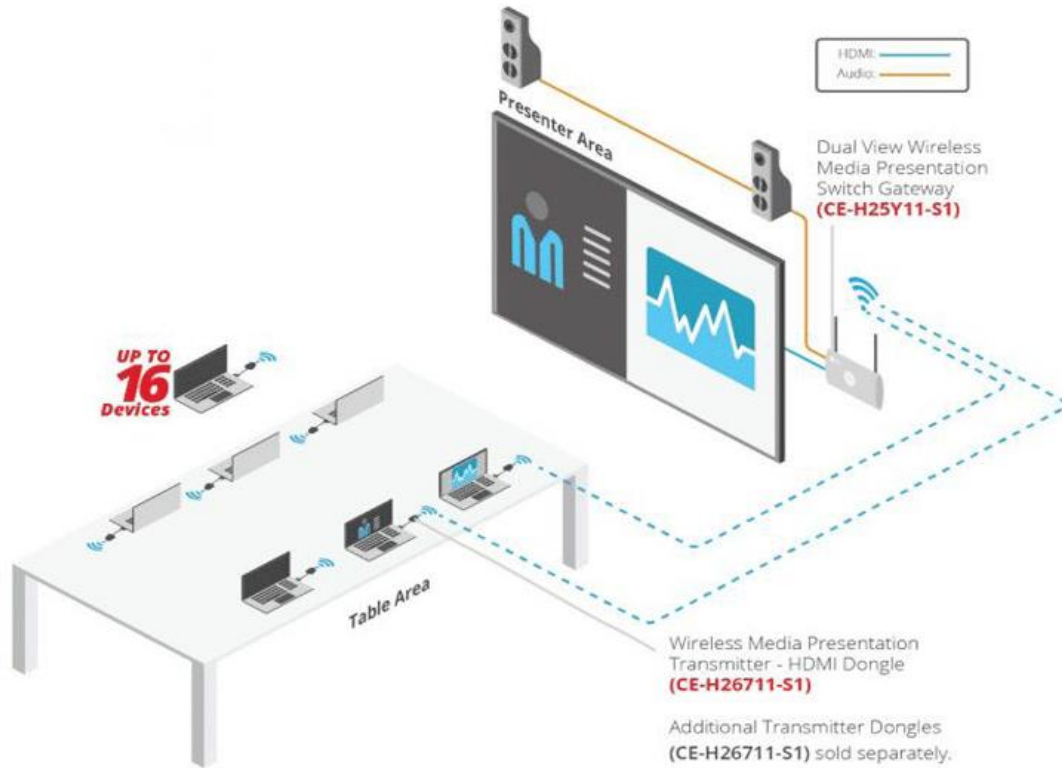 HDMI:
Audio:
Presenter Area
Dual View Wireless
Media Presentation
Switch Gateway
(CE-H25Y11-S1)
UP TO
16
Devices
Table Area
Wireless Media Presentation
Transmitter - HDMI Dongle
(CE-H26711-S1)
Additional Transmitter Dongles
(CE-H26711-S1) sold separately.